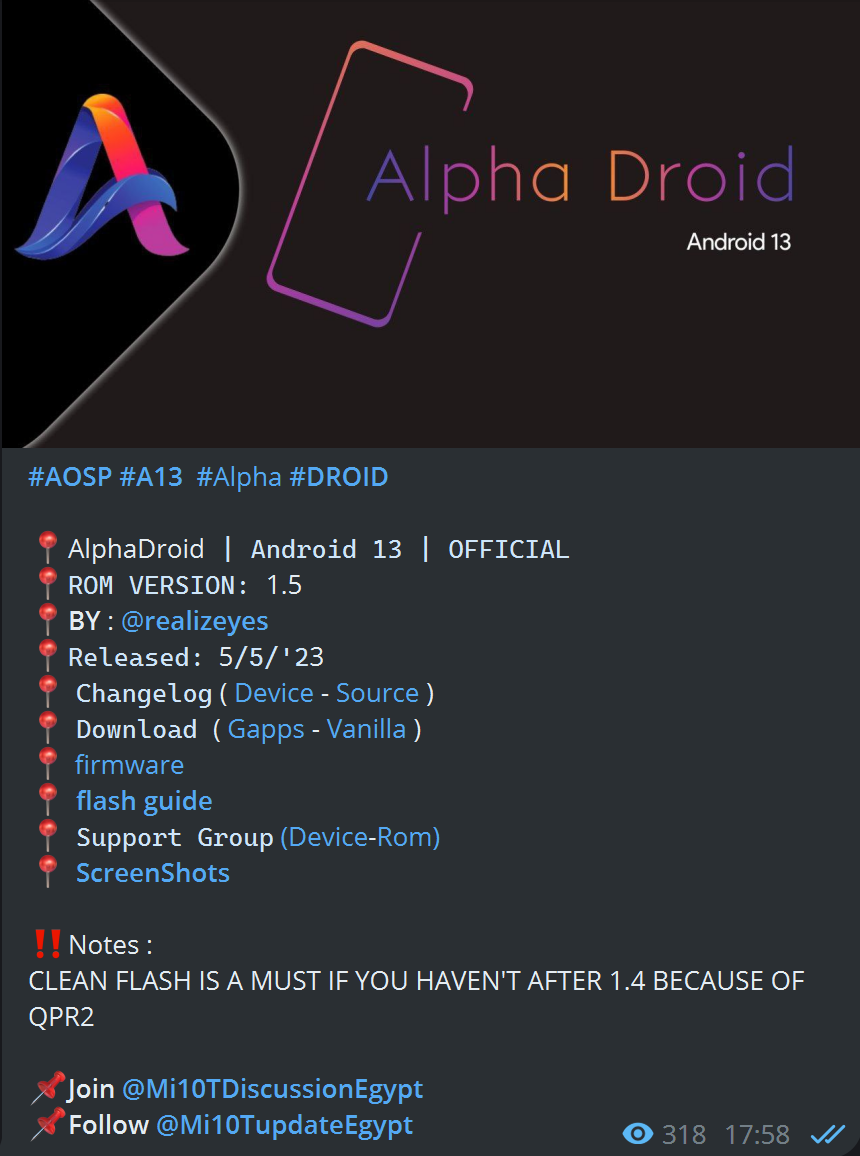 Alpha Droid
Android 13
#AOSP #A13 #Alpha #DROID
📍AlphaDroid | Android 13 | OFFICIAL
📍ROM VERSION: 1.5
📍BY : @realizeyes
📍Released: 5/5/'23
📍 Changelog ( Device - Source )
📍 Download ( Gapps - Vanilla )
📍 firmware
📍 flash guide
📍 Support Group (Device-Rom)
📍 ScreenShots
‼️Notes :
CLEAN FLASH IS A MUST IF YOU HAVEN'T AFTER 1.4 BECAUSE OF
QPR2
📌Join @Mi10TDiscussionEgypt
📌Follow @Mi10TupdateEgypt
318 17:58